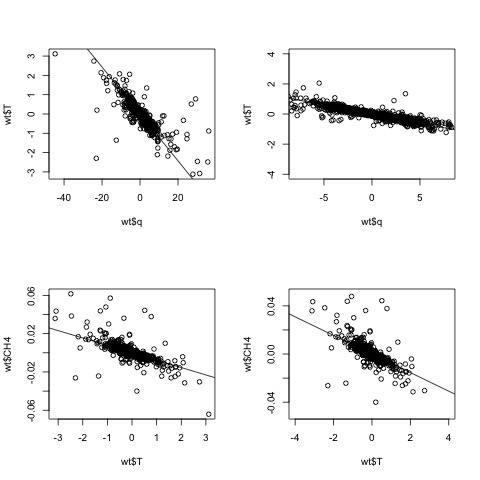 3
2
1
0
-1
-2
-3
wt$T
-40 -20 0 20
wt$q
4
2
0
-2
-4
wt$T
-5 0 5
wt$q
0.06
0.02
-0.02
-0.06
wt$CH4
-3 -2 -1 0 1 2 3
wt$T
0.04
0.00
-0.04
wt$CH4
-4 -2 0 2 4
wt$T